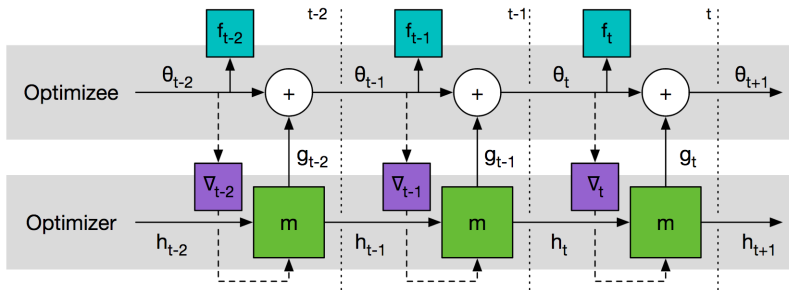 t-2 t-1 t
f_{t-2} f_{t-1} f_t
θ_{t-2} θ_{t-1} θ_t θ_{t+1}
Optimizee + + +
g_{t-2} g_{t-1} g_t
∇_{t-2} ∇_{t-1} ∇_t
Optimizer m m m
h_{t-2} h_{t-1} h_t h_{t+1}